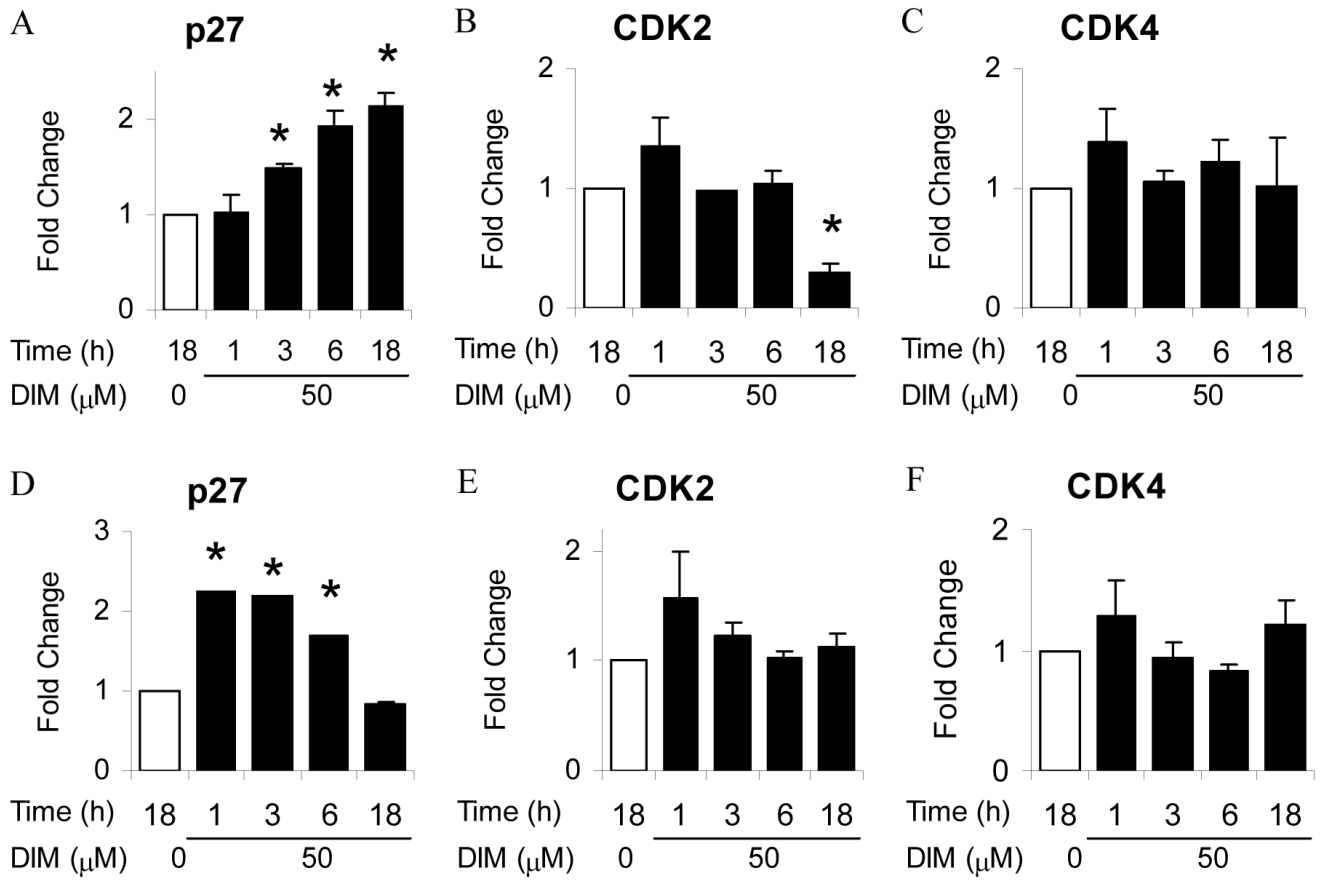 A
p27
*
*
*
2
1
0
Fold Change
Time (h) 18 1 3 6 18
DIM (μM) 0 50
B
CDK2
*
2
1
0
Fold Change
18 1 3 6 18
0 50
Time (h)
DIM (μM)
C
CDK4
2
1
0
Fold Change
Time (h) 18 1 3 6 18
DIM (μM) 0 50
D
p27
*
*
*
3
2
1
0
Fold Change
Time (h) 18 1 3 6 18
DIM (μM) 0 50
E
CDK2
2
1
0
Fold Change
Time (h) 18 1 3 6 18
DIM (μM) 0 50
F
CDK4
2
1
0
Fold Change
Time (h) 18 1 3 6 18
DIM (μM) 0 50